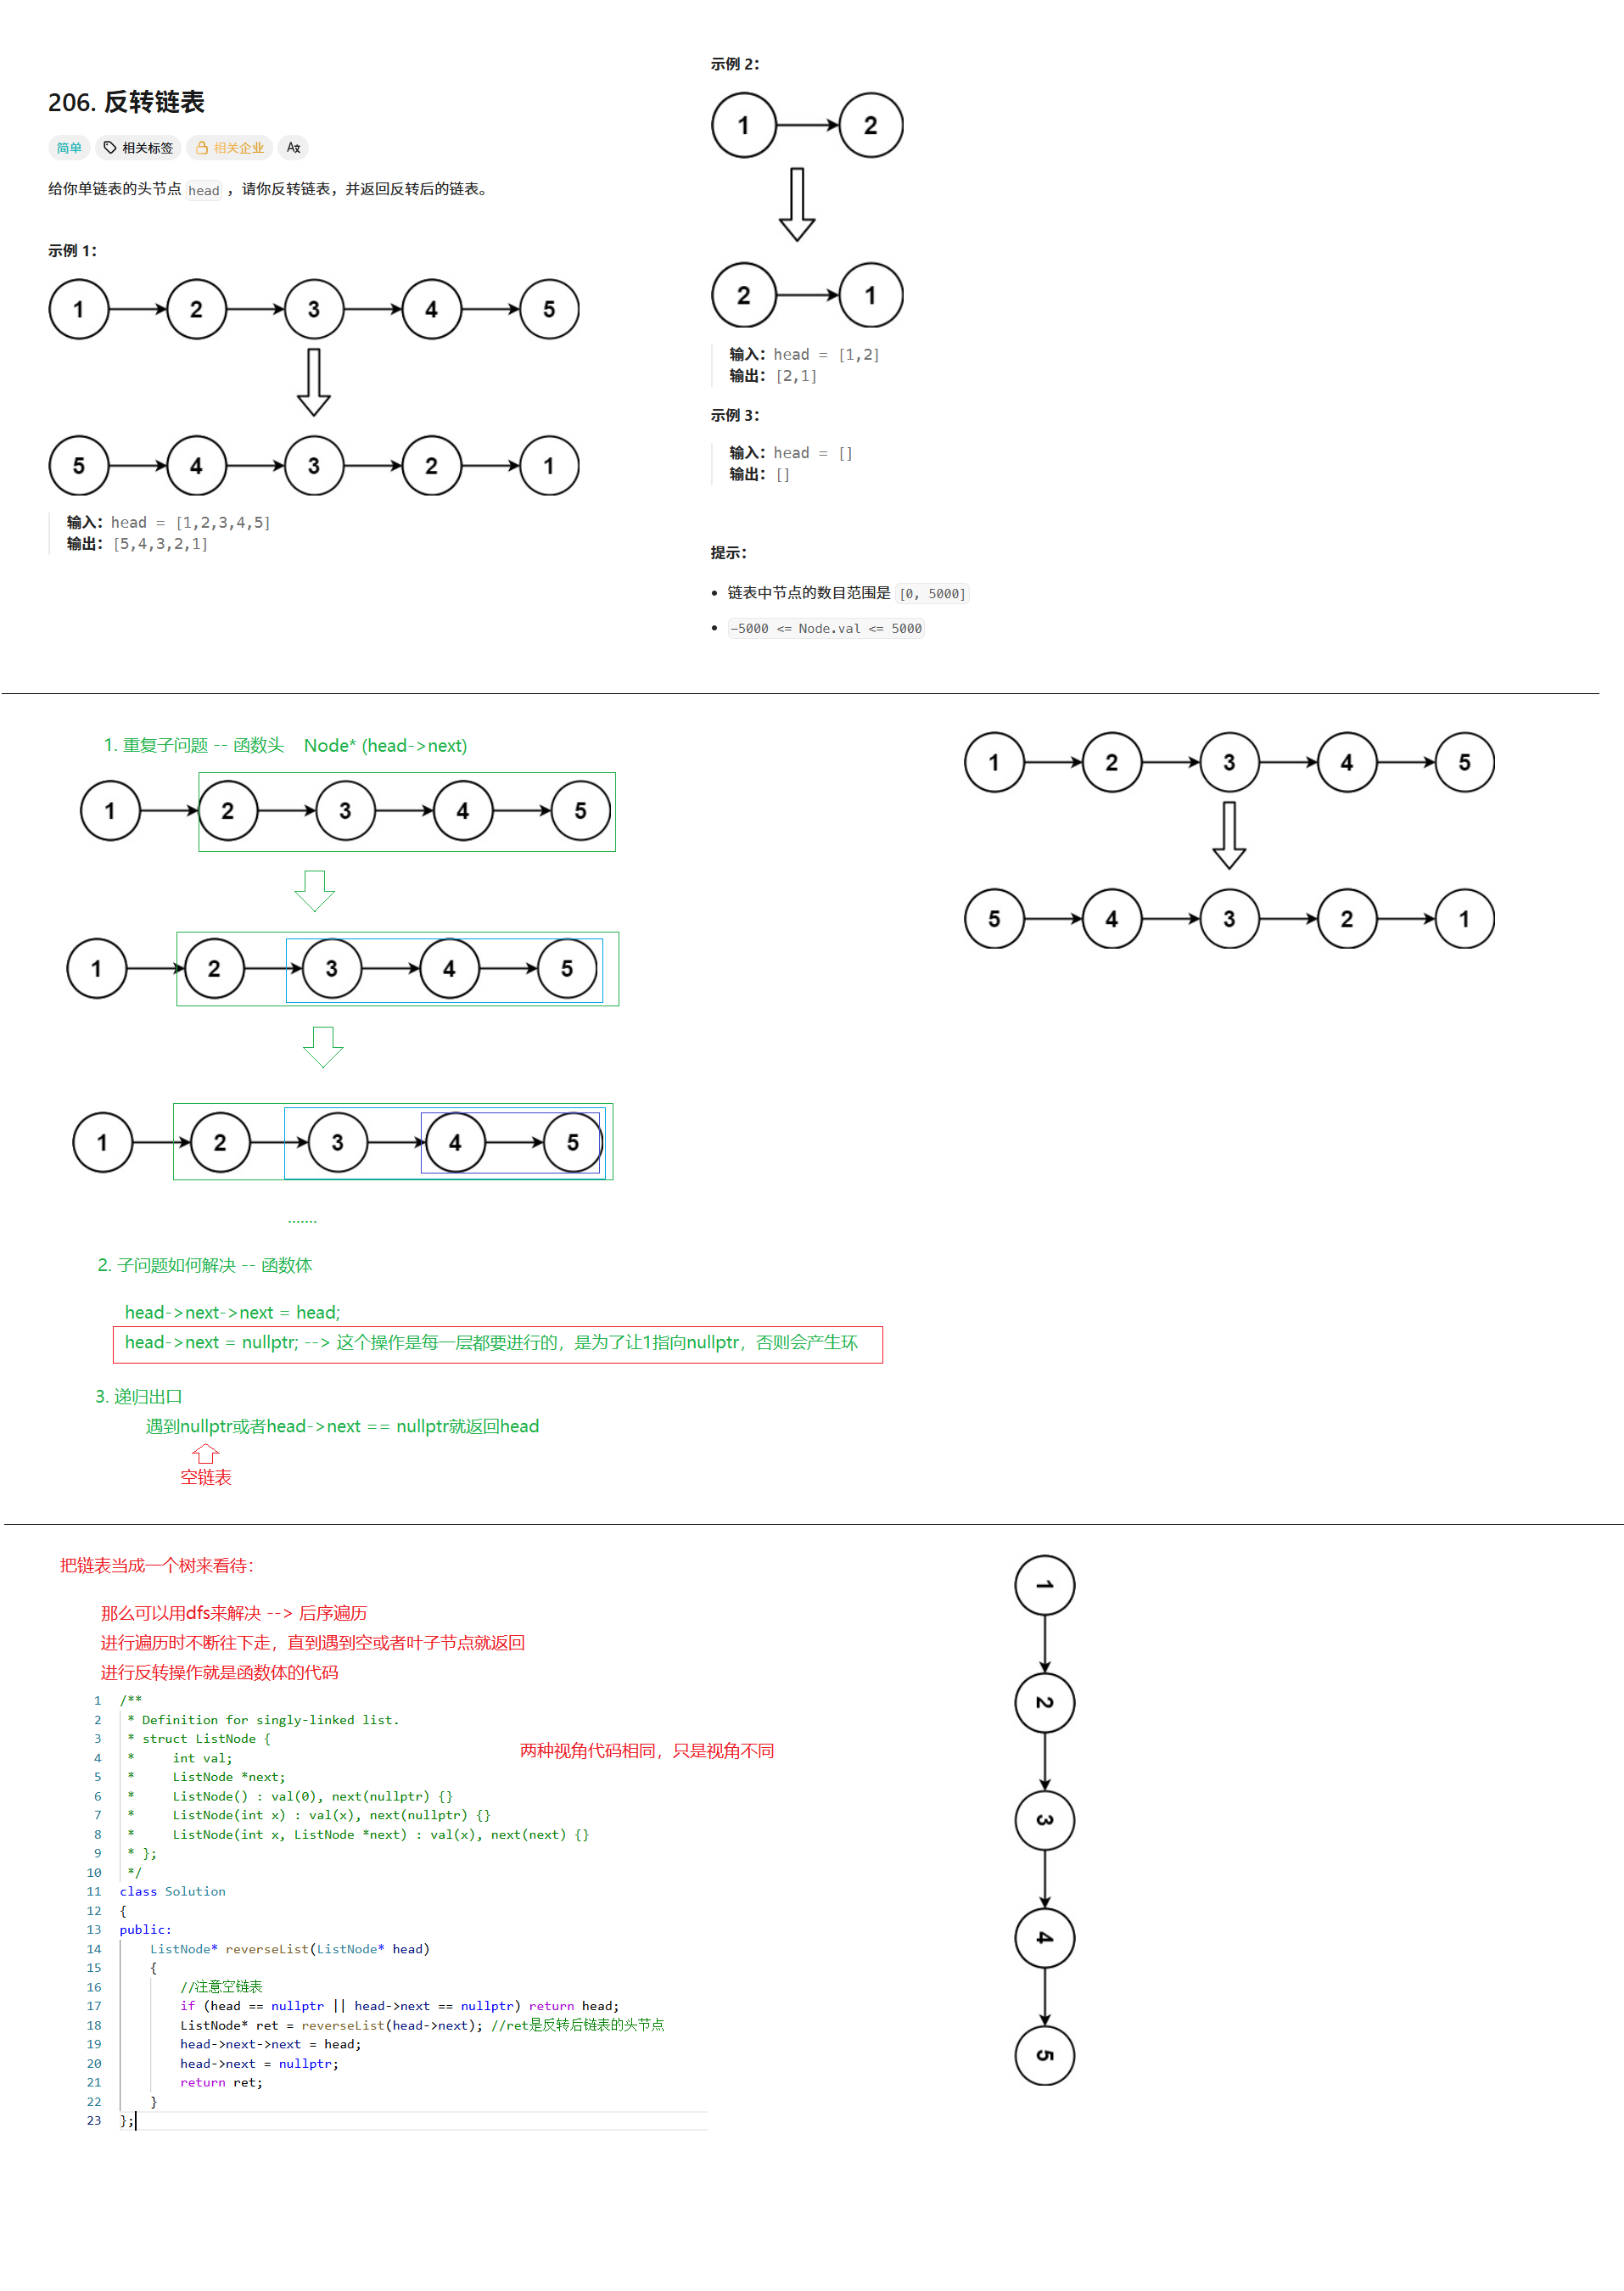 206. 反转链表
简单 相关标签 相关企业 Ax
给你单链表的头节点 head ，请你反转链表，并返回反转后的链表。
示例 1：
1 2 3 4 5
5 4 3 2 1
输入：head = [1,2,3,4,5]
输出：[5,4,3,2,1]
示例 2：
1 2
2 1
输入：head = [1,2]
输出：[2,1]
示例 3：
输入：head = []
输出：[]
提示：
• 链表中节点的数目范围是 [0, 5000]
• -5000 <= Node.val <= 5000
1. 重复子问题 -- 函数头 Node* (head->next)
1 2 3 4 5
1 2 3 4 5
1 2 3 4 5
.......
1 2 3 4 5
5 4 3 2 1
2. 子问题如何解决 -- 函数体
head->next->next = head;
head->next = nullptr; --> 这个操作是每一层都要进行的，是为了让1指向nullptr，否则会产生环
3. 递归出口
遇到nullptr或者head->next == nullptr就返回head
空链表
把链表当成一个树来看待：
那么可以用dfs来解决 --> 后序遍历
进行遍历时不断往下走，直到遇到空或者叶子节点就返回
进行反转操作就是函数体的代码
1 /**
2 * Definition for singly-linked list.
3 * struct ListNode {
4 * int val;
5 * ListNode *next;
6 * ListNode() : val(0), next(nullptr) {}
7 * ListNode(int x) : val(x), next(nullptr) {}
8 * ListNode(int x, ListNode *next) : val(x), next(next) {}
9 * };
10 */
11 class Solution
12 {
13 public:
14 ListNode* reverseList(ListNode* head)
15 {
16 //注意空链表
17 if (head == nullptr || head->next == nullptr) return head;
18 ListNode* ret = reverseList(head->next); //ret是反转后链表的头节点
19 head->next->next = head;
20 head->next = nullptr;
21 return ret;
22 }
23 };
两种视角代码相同，只是视角不同
1
2
3
4
5